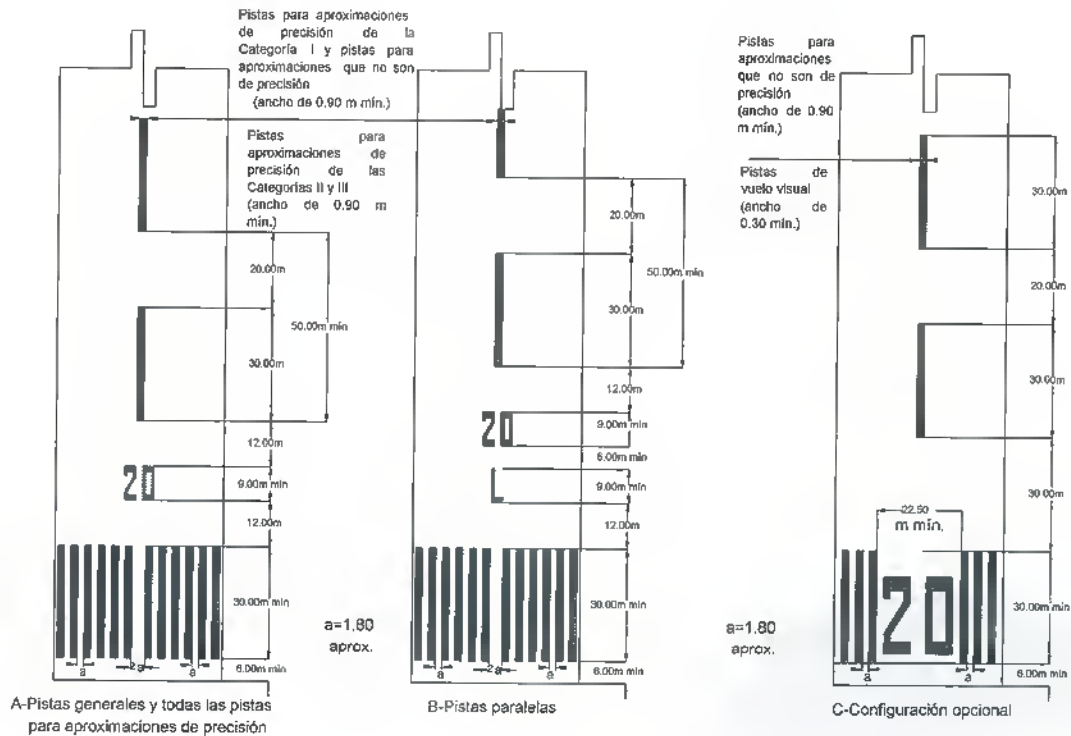 Pistas para aproximaciones
de precisión de la
Categoría I y pistas para
aproximaciones que no son
de precisión
(ancho de 0.90 m mín.)
Pistas para
aproximaciones de
precisión de las
Categorías II y III
(ancho de 0.90 m
mín.)
20.00m
50.00m min
30.00m
12.00m
20
9.00m min
12.00m
30.00m min
a 2a a
6.00m min
A-Pistas generales y todas las pistas
para aproximaciones de precisión
20.00m
50.00m min
30.00m
12.00m
20
9.00m min
6.00m min
L
9.00m min
12.00m
30.00m min
a=1.80
aprox.
a 2a a
6.00m min
B-Pistas paralelas
Pistas para
aproximaciones
que no son de
precisión
(ancho de 0.90
m mín.)
Pistas de
vuelo visual
(ancho de
0.30 mín.)
30.00m
20.00m
30.00m
30.00m
22.50
m mín.
20
30.00m min
a=1.80
aprox.
a a
6.00m min
C-Configuración opcional